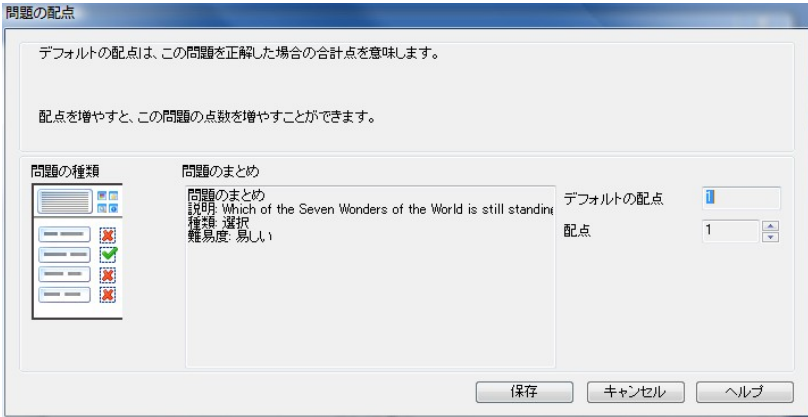 問題の配点
デフォルトの配点は、この問題を正解した場合の合計点を意味します。
配点を増やすと、この問題の点数を増やすことができます。
問題の種類
問題のまとめ
問題のまとめ
説明: Which of the Seven Wonders of the World is still standing
種類: 選択
難易度: 易しい
デフォルトの配点 1
配点 1
保存 キャンセル ヘルプ